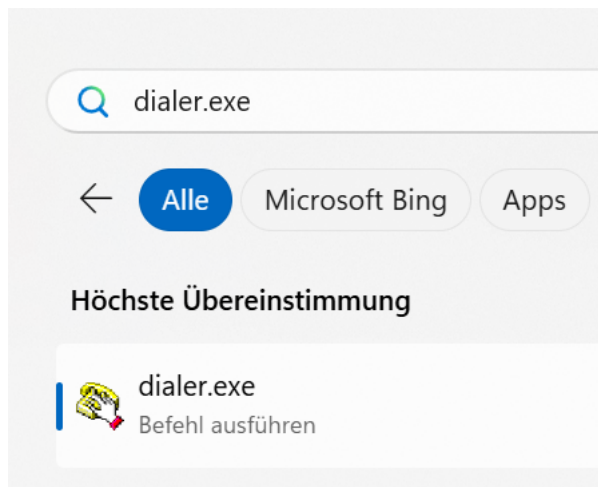 dialer.exe
Alle Microsoft Bing Apps
Höchste Übereinstimmung
dialer.exe
Befehl ausführen